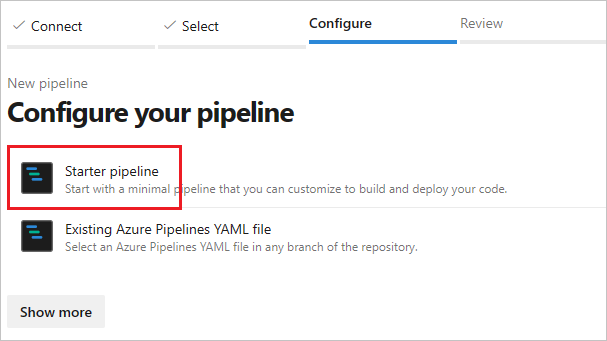 Connect
Select
Configure
Review
New pipeline
Configure your pipeline
Starter pipeline
Start with a minimal pipeline that you can customize to build and deploy your code.
Existing Azure Pipelines YAML file
Select an Azure Pipelines YAML file in any branch of the repository.
Show more